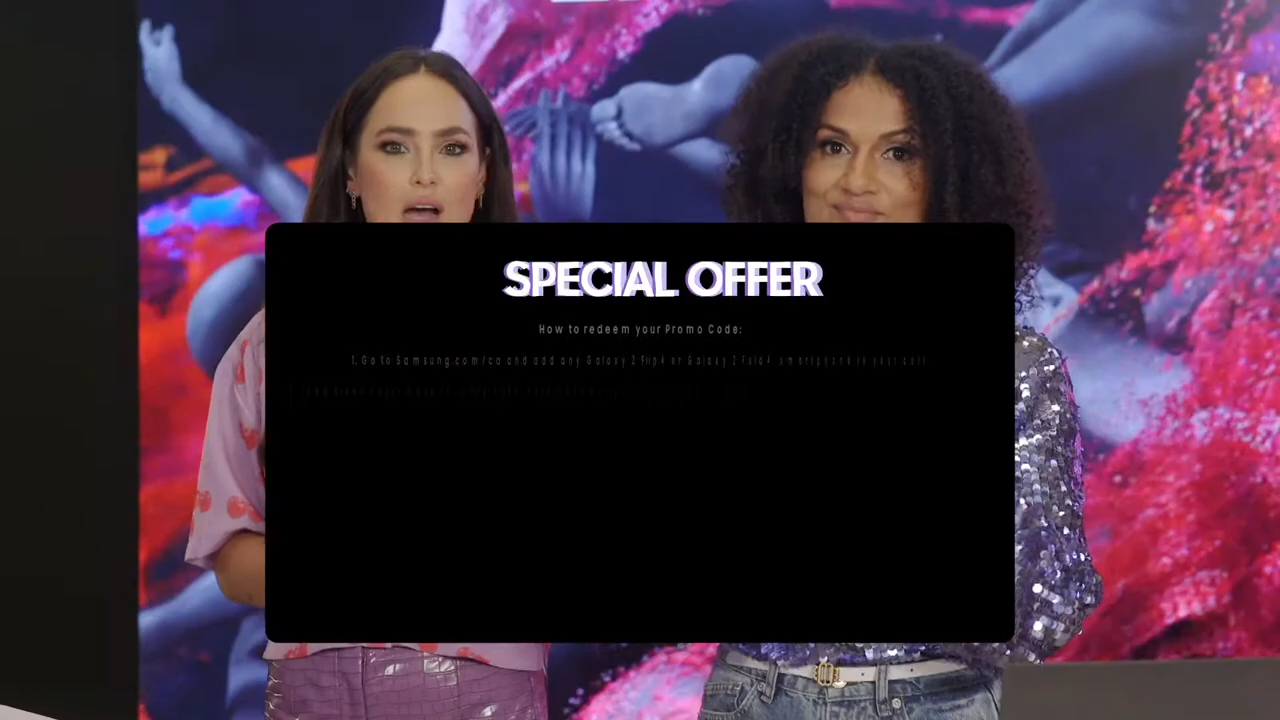 SPECIAL OFFER
How to redeem your Promo Code:
1. Go to Samsung.com/ca and add any Galaxy Z Flip4 or Galaxy Z Fold4 smartphone in your cart